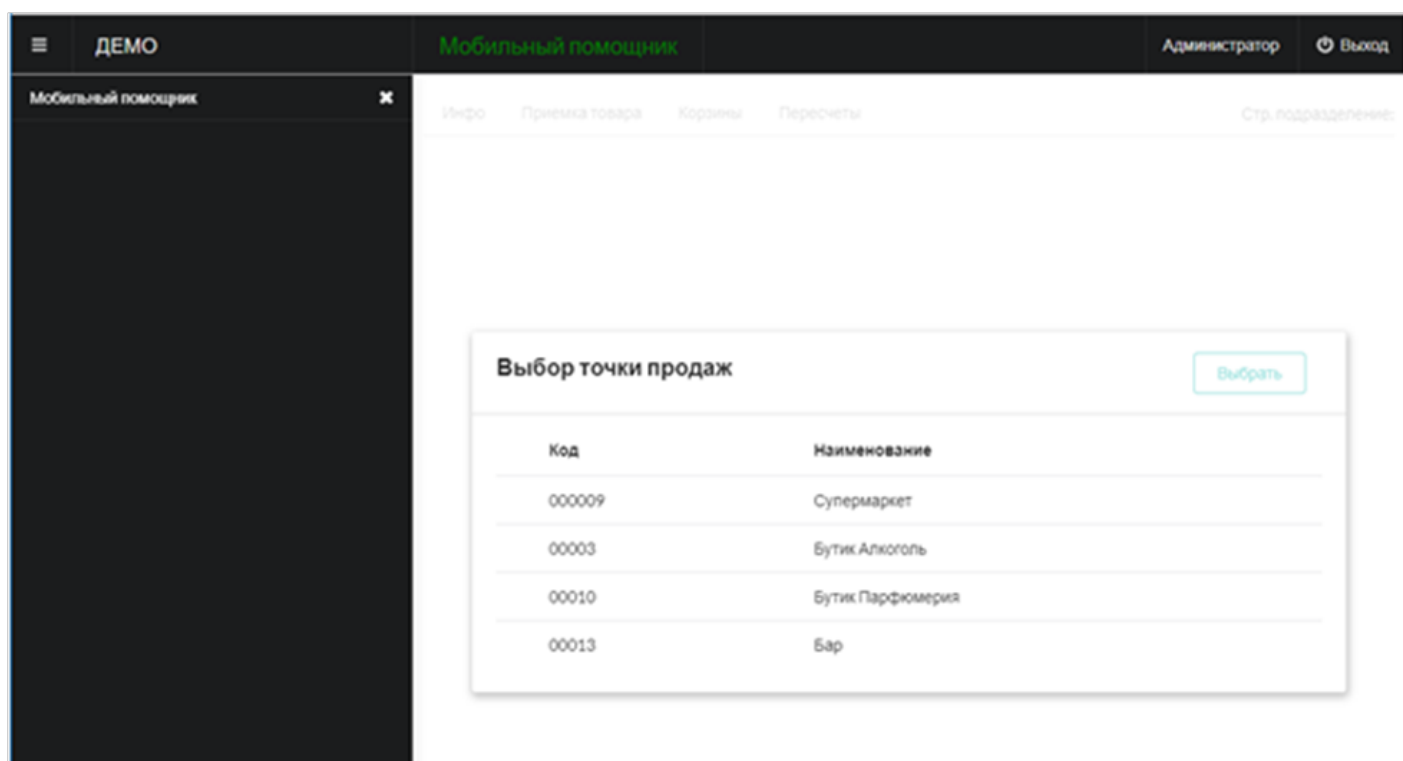 ДЕМО Мобильный помощник Администратор Выход
Мобильный помощник
Инфо Приемка товара Корзины Пересчеты Стр. подразделение:
Выбор точки продаж Выбрать
Код Наименование
000009 Супермаркет
00003 Бутик Алкоголь
00010 Бутик Парфюмерия
00013 Бар